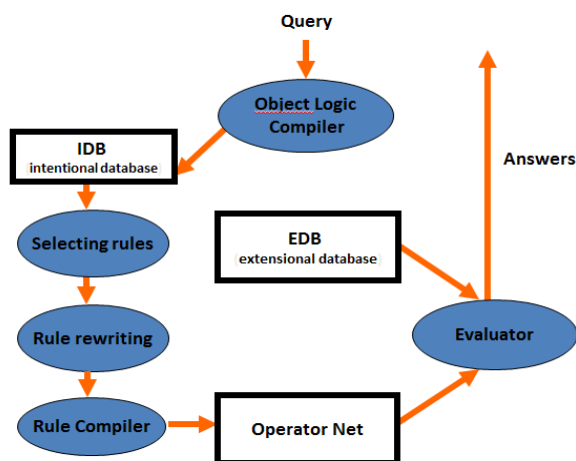 Query
Object Logic
Compiler
IDB
(intentional database)
Answers
Selecting rules
EDB
(extensional database)
Rule rewriting
Evaluator
Rule Compiler
Operator Net